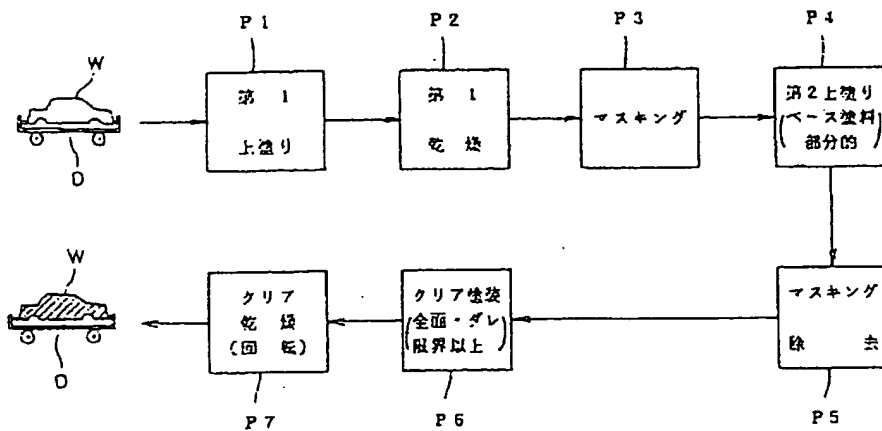 P1
P2
P3
P4
W
第 1
上塗り
第 1
乾燥
マスキング
第2上塗り
(ベース塗料
部分的)
D
W
クリア
乾燥
(回転)
クリア塗装
(全面・ダレ
限界以上)
マスキング
除去
D
P7
P6
P5